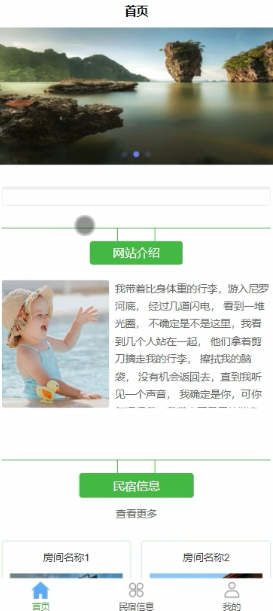 首页
网站介绍
我带着比身体重的行李，游入尼罗
河底， 经过几道闪电， 看到一堆
光圈， 不确定是不是这里，我看
到几个人站在一起， 他们拿着剪
刀摘走我的行李， 擦拭我的脑
袋， 没有机会返回去，直到我听
见一个声音， 我确定是你，可你
民宿信息
查看更多
房间名称1
房间名称2
首页
民宿信息
我的